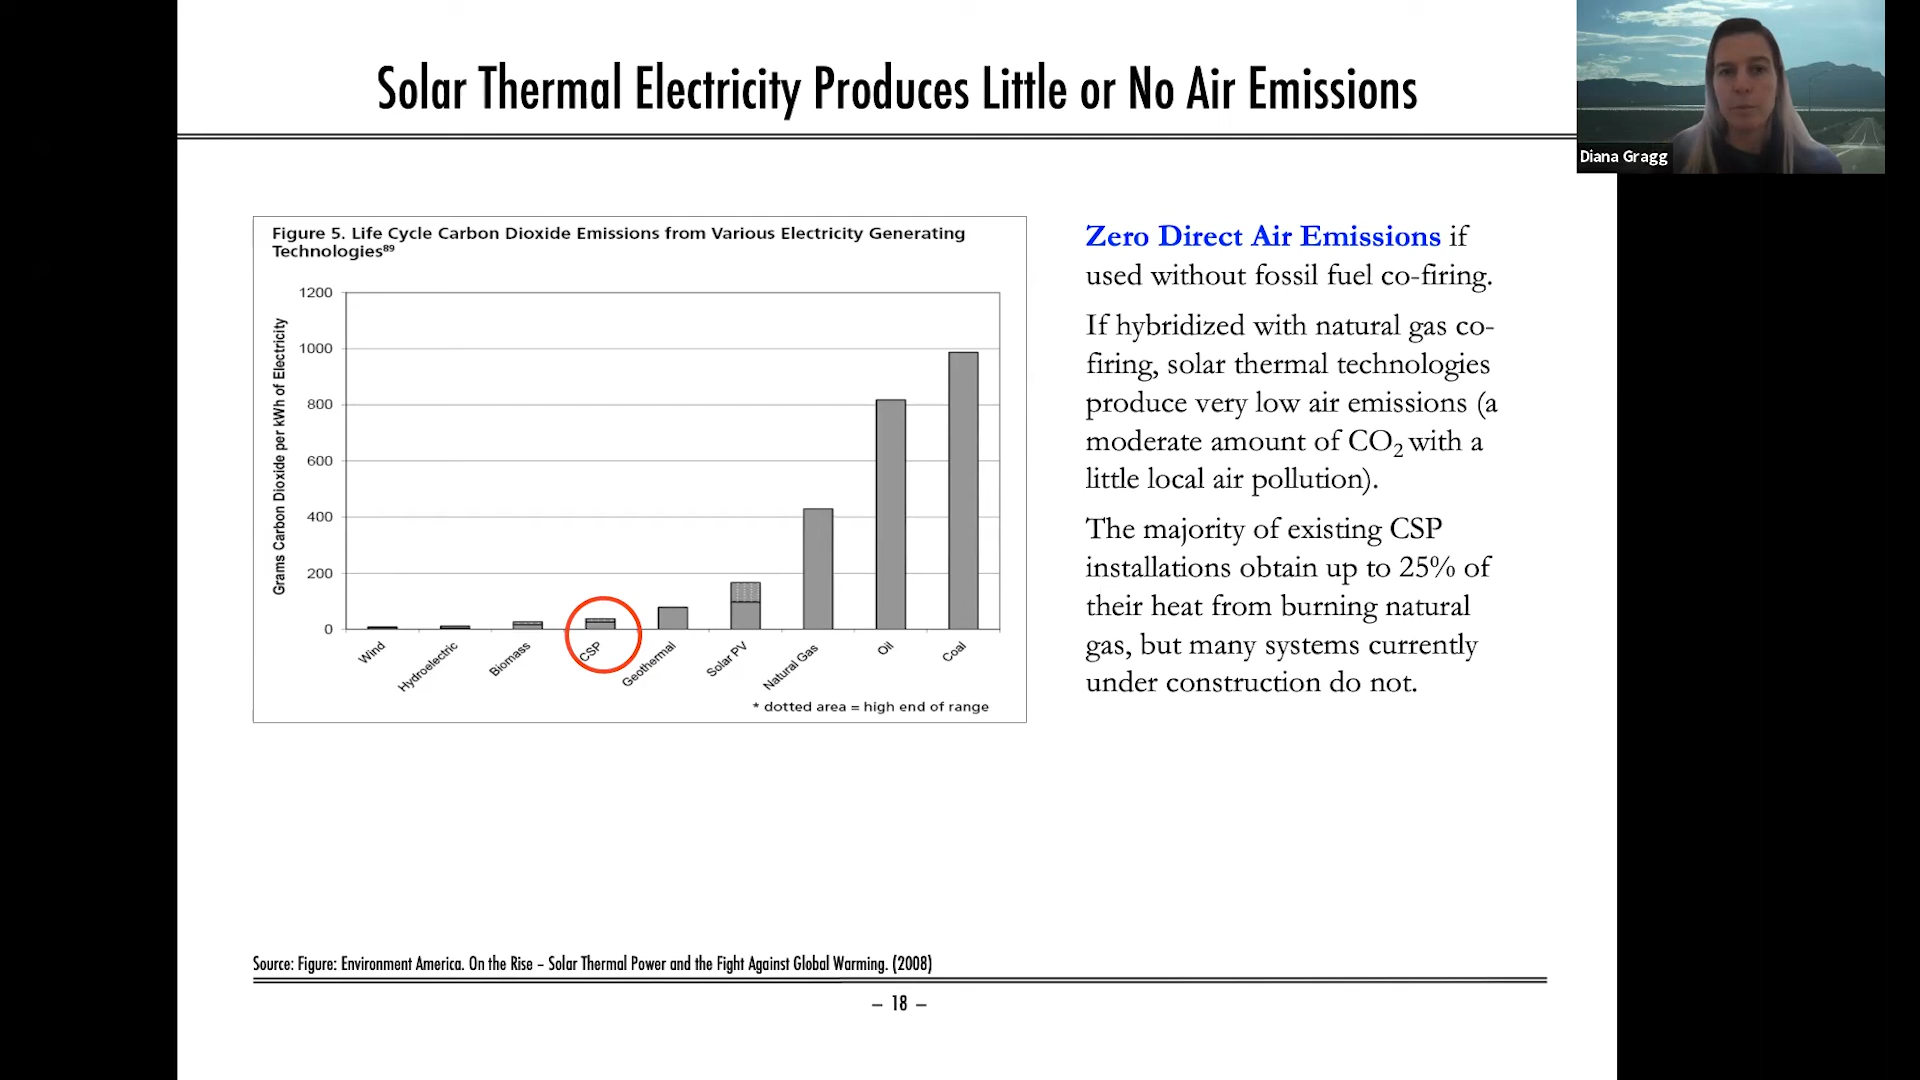 Solar Thermal Electricity Produces Little or No Air Emissions
Diana Gragg
Figure 5. Life Cycle Carbon Dioxide Emissions from Various Electricity Generating
Technologies⁸⁹
Grams Carbon Dioxide per kWh of Electricity
1200
1000
800
600
400
200
0
Wind
Hydroelectric
Biomass
CSP
Geothermal
Solar PV
Natural Gas
Oil
Coal
* dotted area = high end of range
Zero Direct Air Emissions if
used without fossil fuel co-firing.
If hybridized with natural gas co-
firing, solar thermal technologies
produce very low air emissions (a
moderate amount of CO₂ with a
little local air pollution).
The majority of existing CSP
installations obtain up to 25% of
their heat from burning natural
gas, but many systems currently
under construction do not.
Source: Figure: Environment America. On the Rise – Solar Thermal Power and the Fight Against Global Warming. (2008)
– 18 –